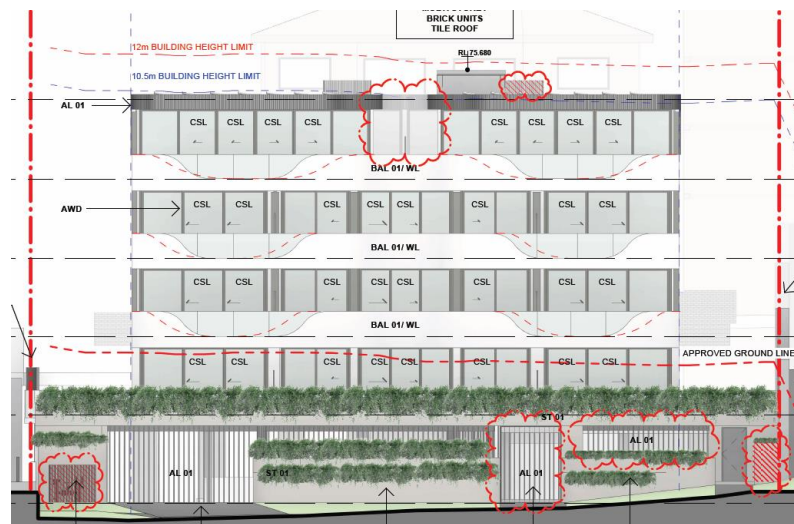 BRICK UNITS
TILE ROOF
12m BUILDING HEIGHT LIMIT
RL 75.680
10.5m BUILDING HEIGHT LIMIT
AL 01
CSL CSL CSL CSL CSL CSL CSL CSL
BAL 01/ WL
AWD
CSL CSL CSL CSL CSL CSL CSL CSL
BAL 01/ WL
CSL CSL CSL CSL CSL CSL CSL CSL
BAL 01/ WL
APPROVED GROUND LINE
CSL CSL CSL CSL CSL CSL CSL CSL
ST 01
AL 01
AL 01 ST 01 AL 01